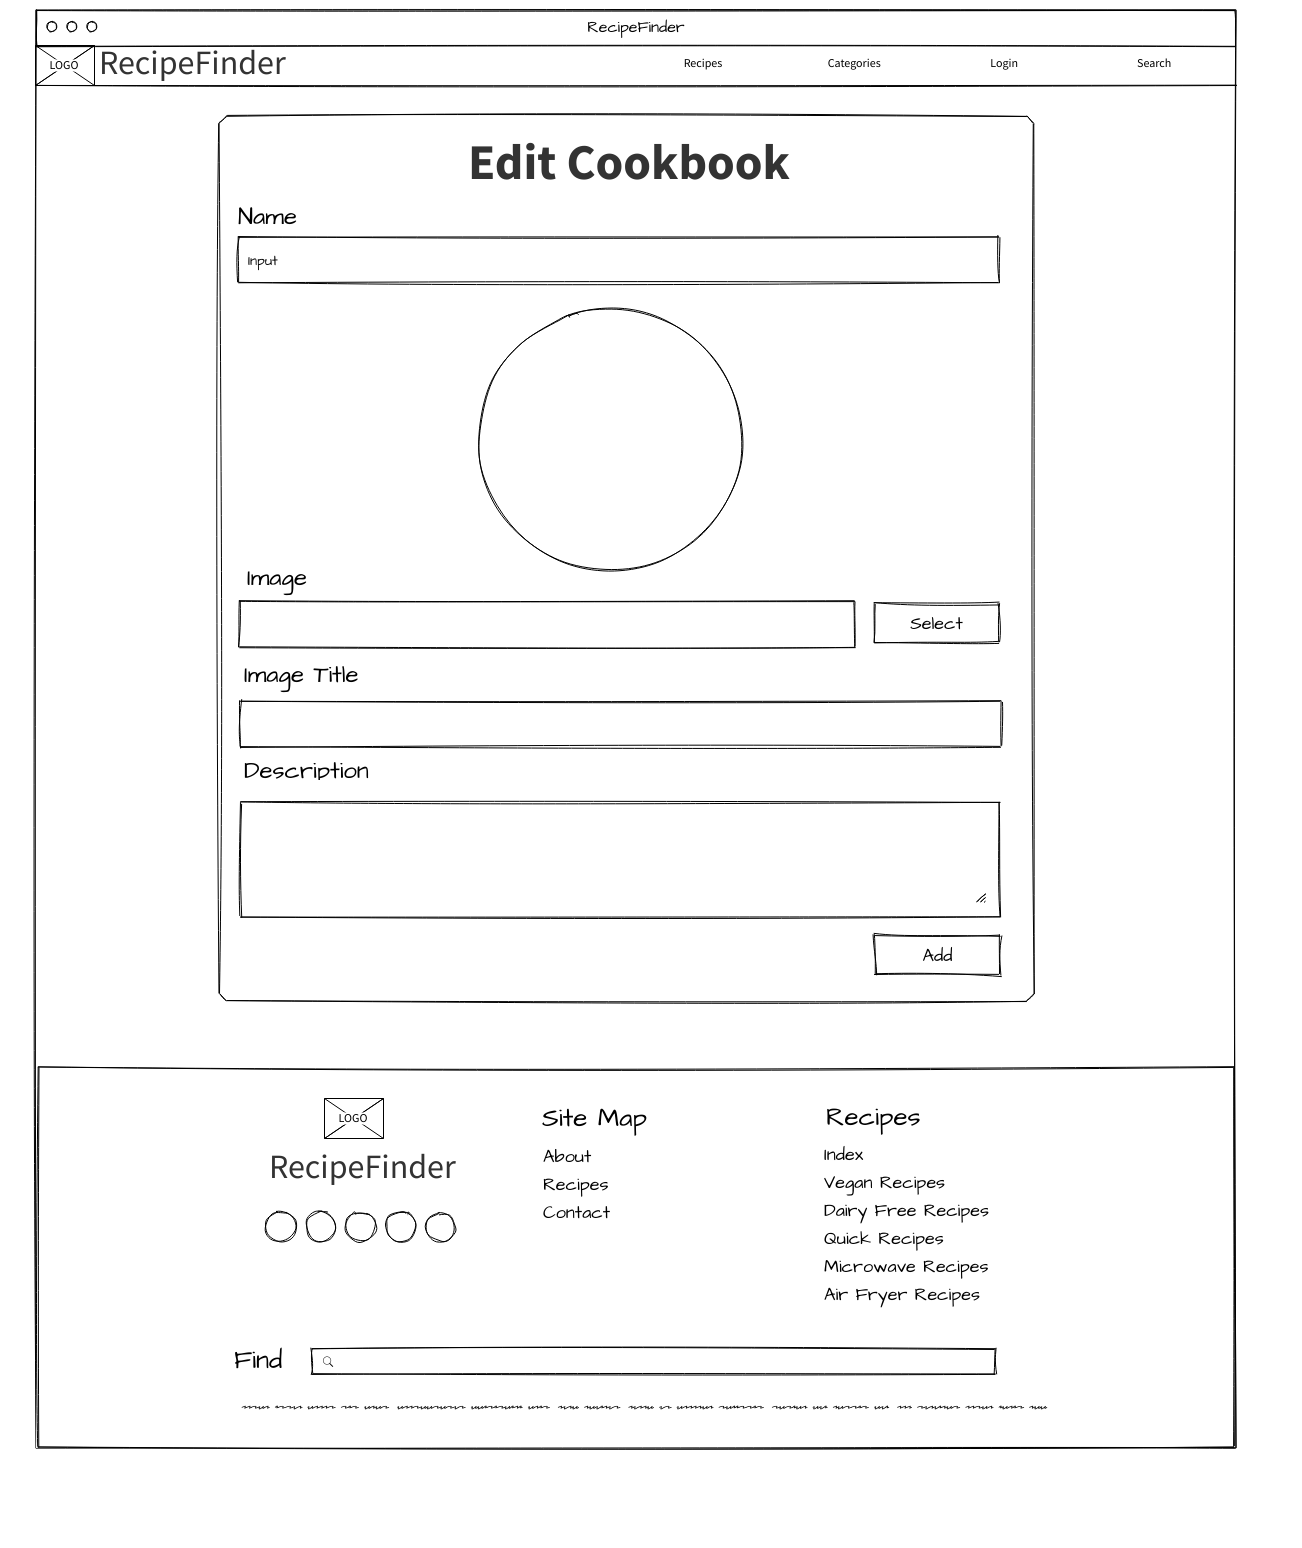 RecipeFinder
LOGO RecipeFinder Recipes Categories Login Search
Edit Cookbook
Name
Input
Image
Select
Image Title
Description
Add
LOGO
RecipeFinder
Site Map
About
Recipes
Contact
Recipes
Index
Vegan Recipes
Dairy Free Recipes
Quick Recipes
Microwave Recipes
Air Fryer Recipes
Find